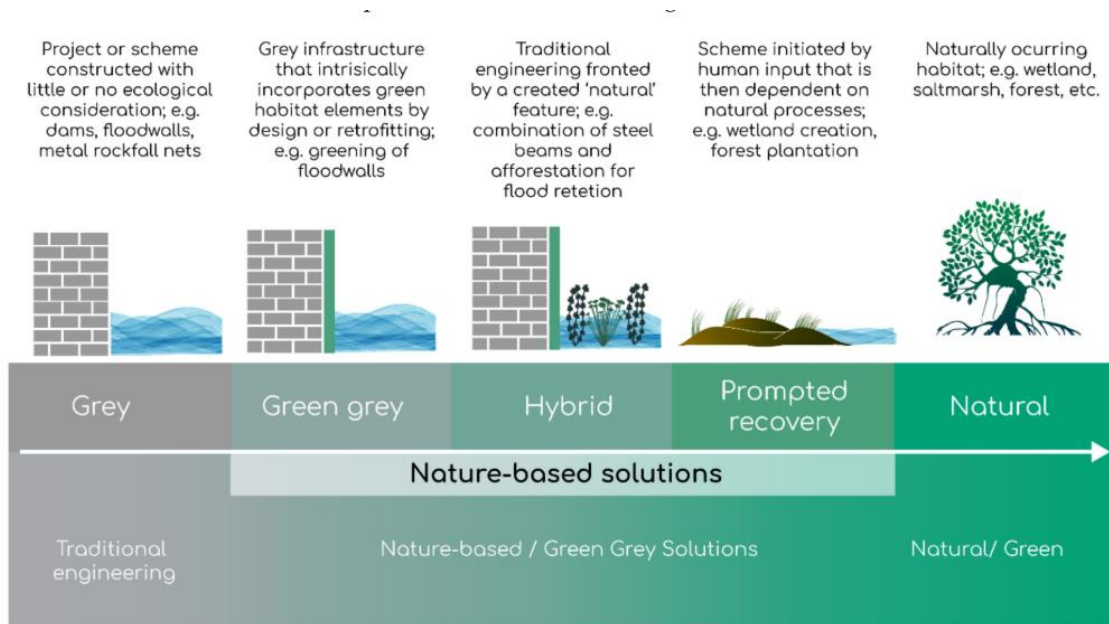 Project or scheme
constructed with
little or no ecological
consideration; e.g.
dams, floodwalls,
metal rockfall nets
Grey infrastructure
that intrisically
incorporates green
habitat elements by
design or retrofitting;
e.g. greening of
floodwalls
Traditional
engineering fronted
by a created ‘natural’
feature; e.g.
combination of steel
beams and
afforestation for
flood retetion
Scheme initiated by
human input that is
then dependent on
natural processes;
e.g. wetland creation,
forest plantation
Naturally ocurring
habitat; e.g. wetland,
saltmarsh, forest, etc.
Grey
Green grey
Hybrid
Prompted
recovery
Natural
Nature-based solutions
Traditional
engineering
Nature-based / Green Grey Solutions
Natural/ Green